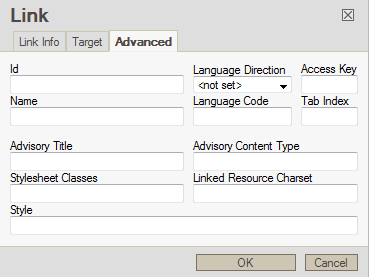 Link
Link Info Target Advanced
Id Language Direction Access Key
<not set>
Name Language Code Tab Index
Advisory Title Advisory Content Type
Stylesheet Classes Linked Resource Charset
Style
OK Cancel